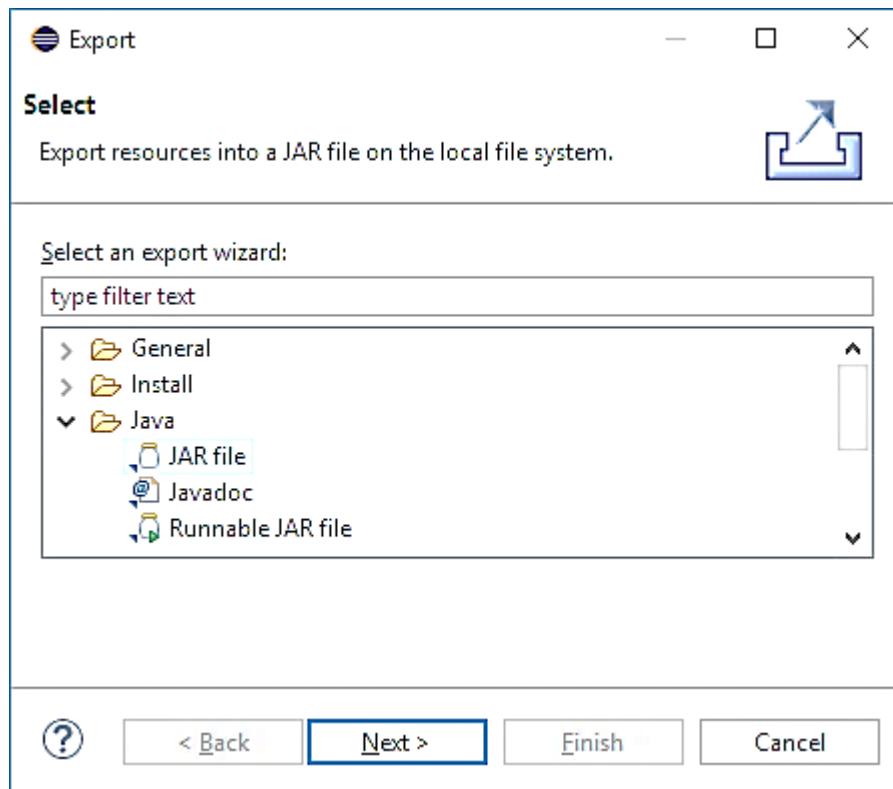 Export
Select
Export resources into a JAR file on the local file system.
Select an export wizard:
type filter text
General
Install
Java
JAR file
Javadoc
Runnable JAR file
? < Back Next > Finish Cancel